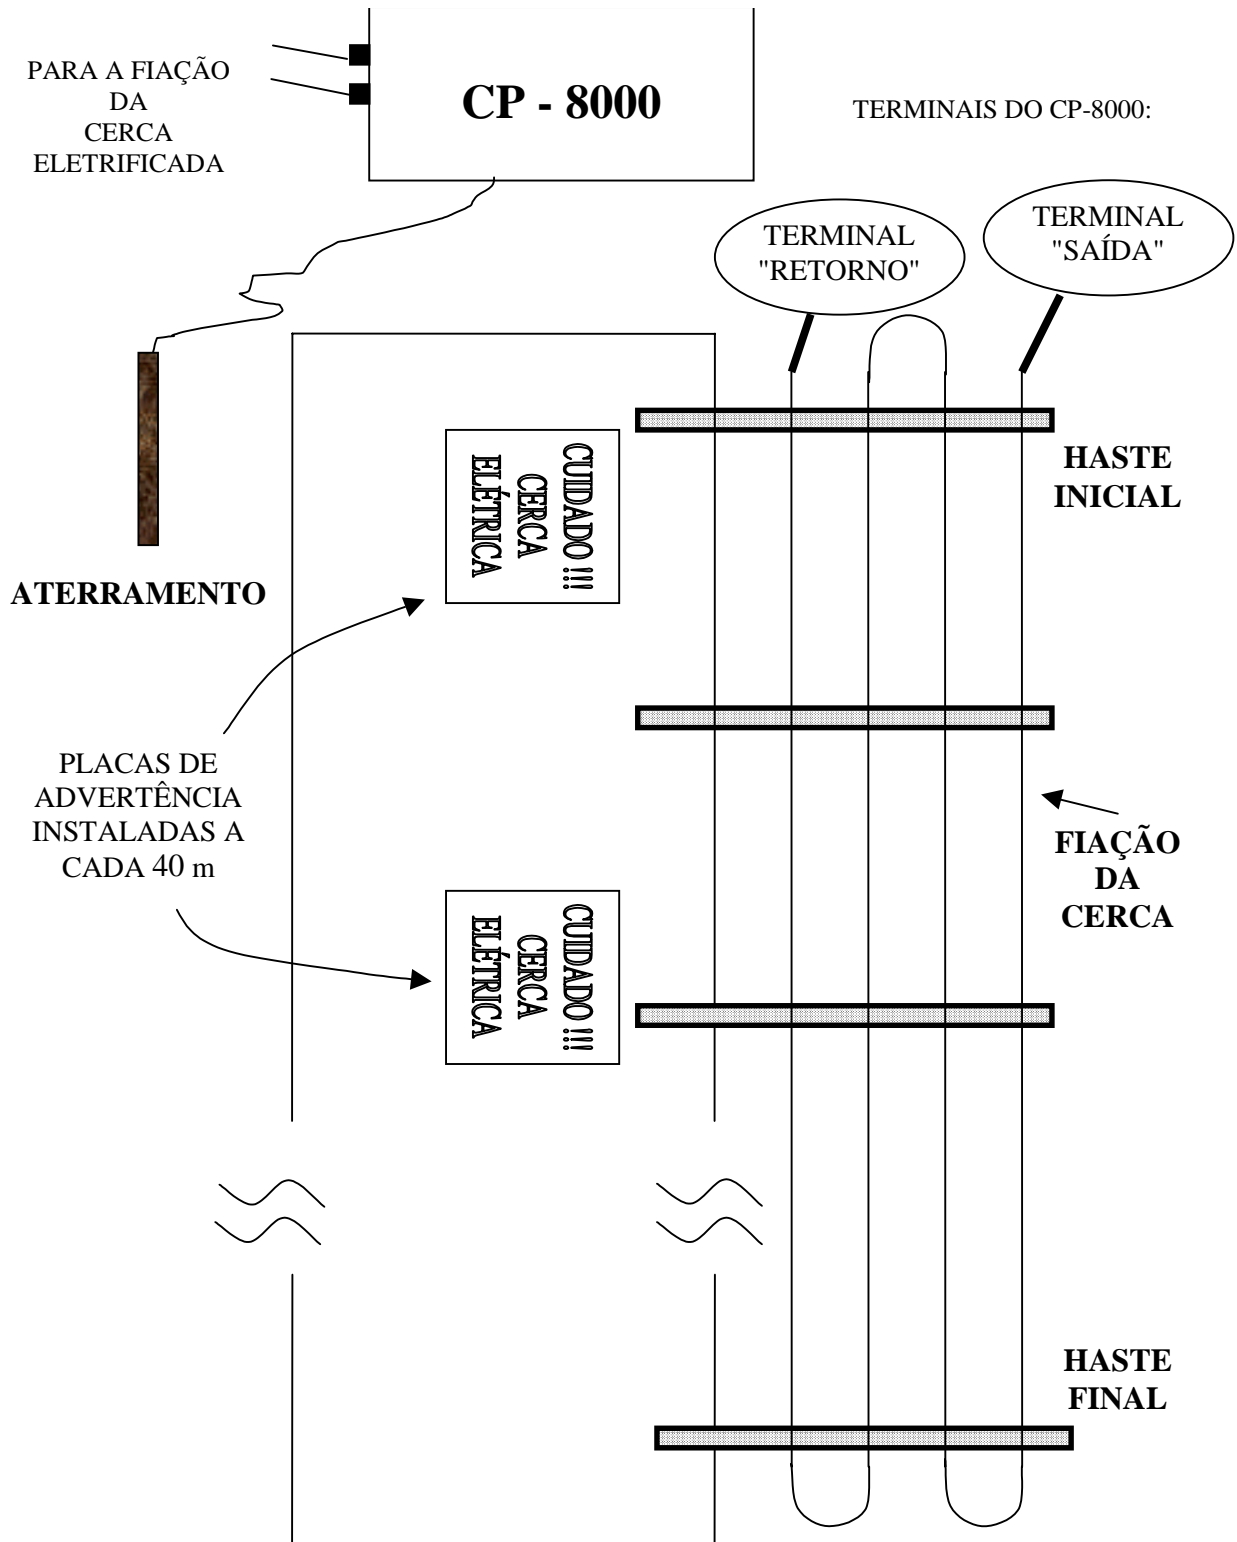 PARA A FIAÇÃO
DA
CERCA
ELETRIFICADA
CP - 8000
TERMINAIS DO CP-8000:
TERMINAL
"RETORNO"
TERMINAL
"SAÍDA"
HASTE
INICIAL
CUIDADO !!!
CERCA
ELÉTRICA
ATERRAMENTO
PLACAS DE
ADVERTÊNCIA
INSTALADAS A
CADA 40 m
FIAÇÃO
DA
CERCA
CUIDADO !!!
CERCA
ELÉTRICA
HASTE
FINAL